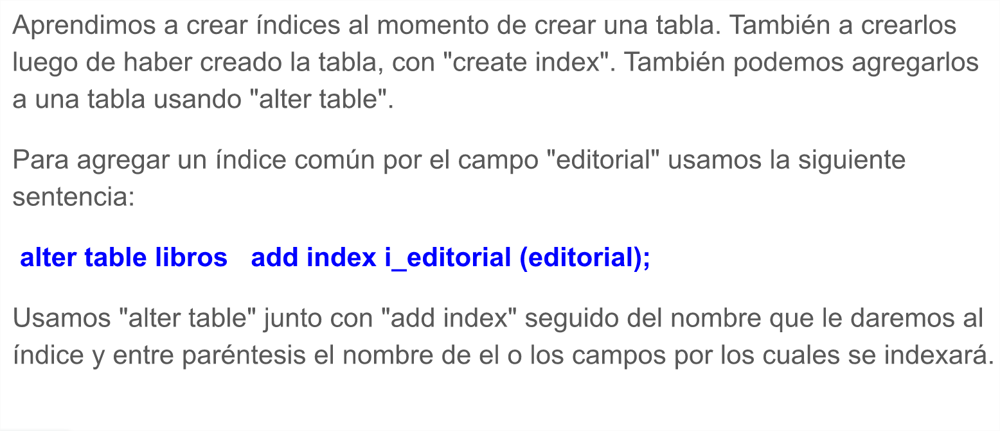 Aprendimos a crear índices al momento de crear una tabla. También a crearlos
luego de haber creado la tabla, con "create index". También podemos agregarlos
a una tabla usando "alter table".
Para agregar un índice común por el campo "editorial" usamos la siguiente
sentencia:
alter table libros   add index i_editorial (editorial);
Usamos "alter table" junto con "add index" seguido del nombre que le daremos al
índice y entre paréntesis el nombre de el o los campos por los cuales se indexará.